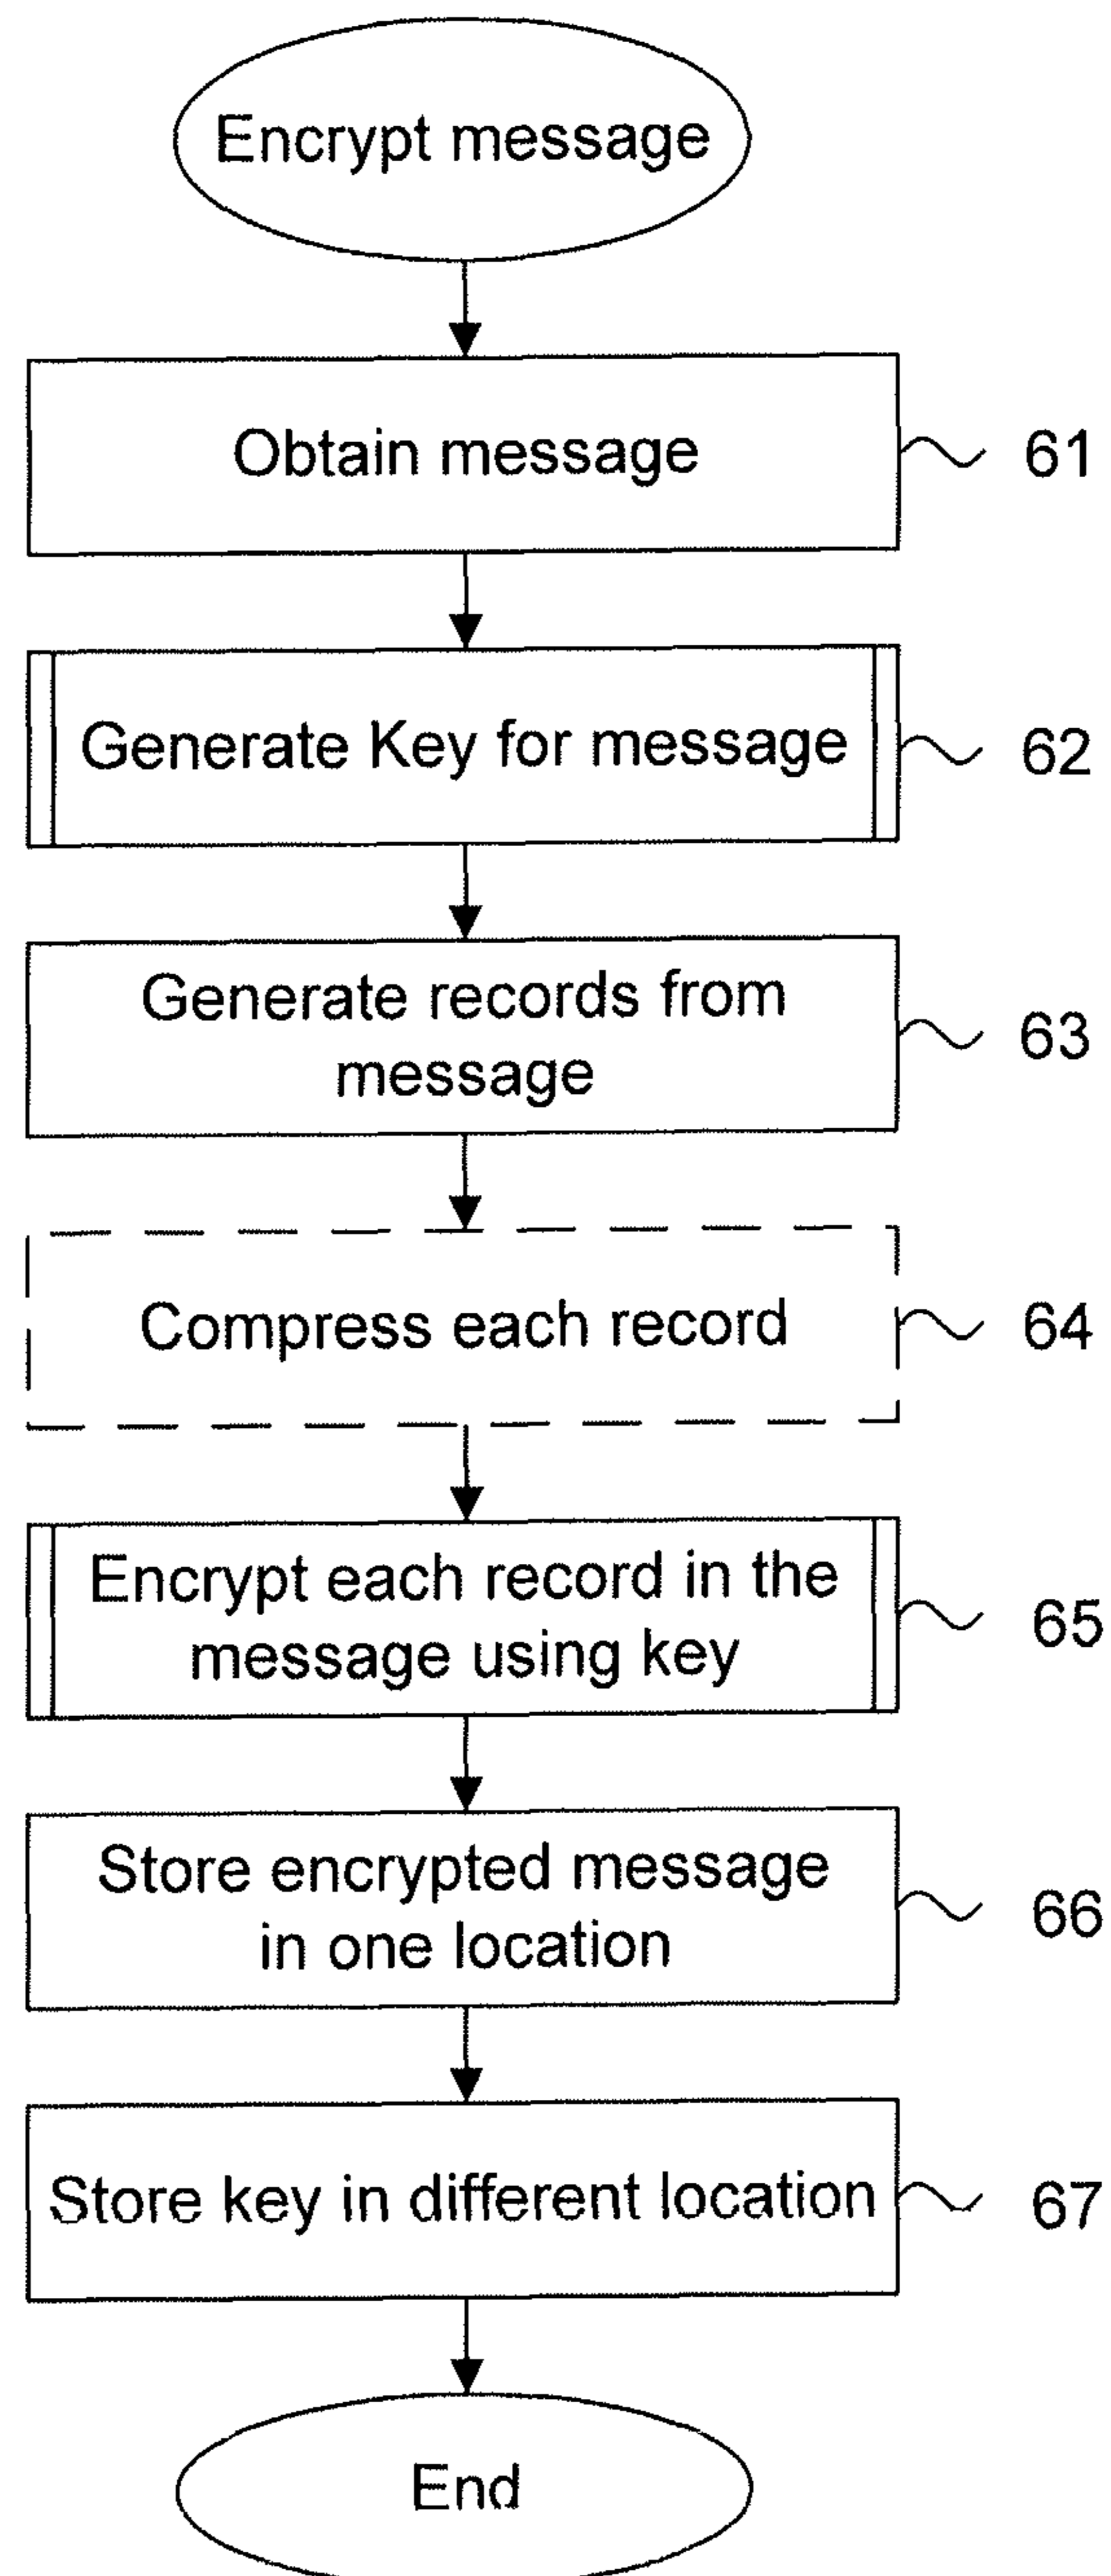 Encrypt message
Obtain message
61
Generate Key for message
62
Generate records from
message
63
Compress each record
64
Encrypt each record in the
message using key
65
Store encrypted message
in one location
66
Store key in different location
67
End